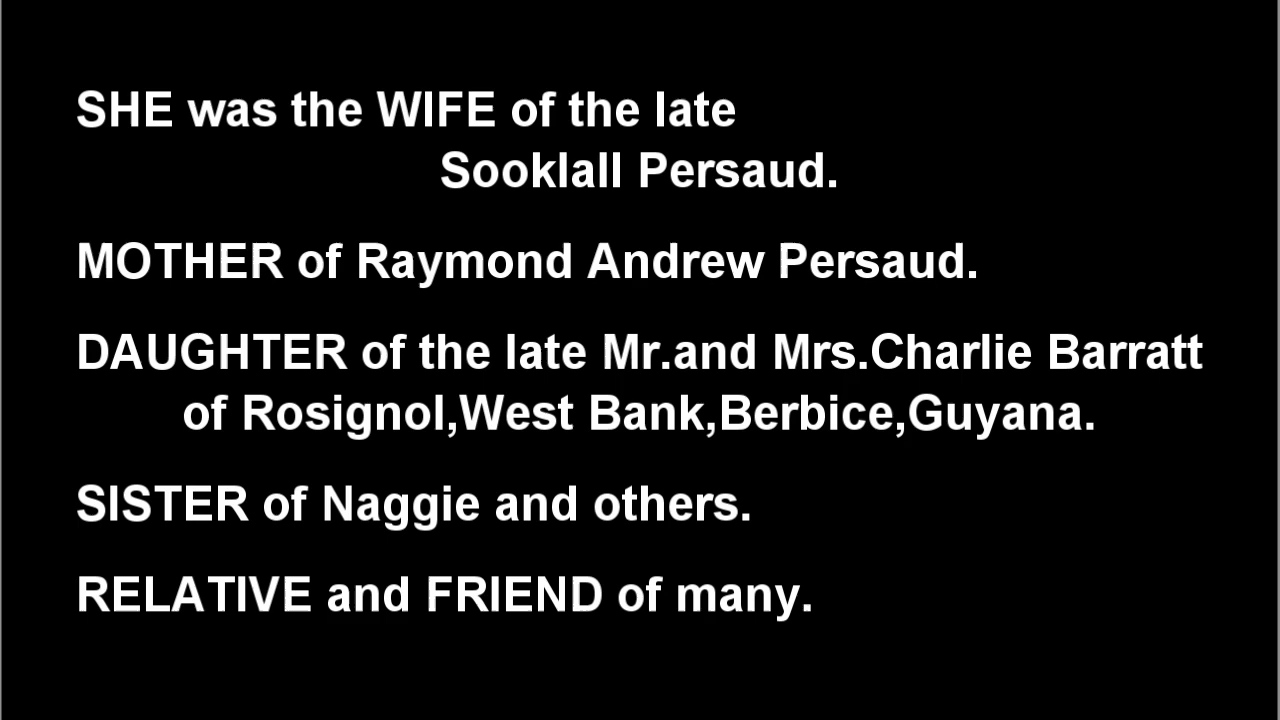 SHE was the WIFE of the late
Sooklall Persaud.
MOTHER of Raymond Andrew Persaud.
DAUGHTER of the late Mr.and Mrs.Charlie Barratt
of Rosignol,West Bank,Berbice,Guyana.
SISTER of Naggie and others.
RELATIVE and FRIEND of many.